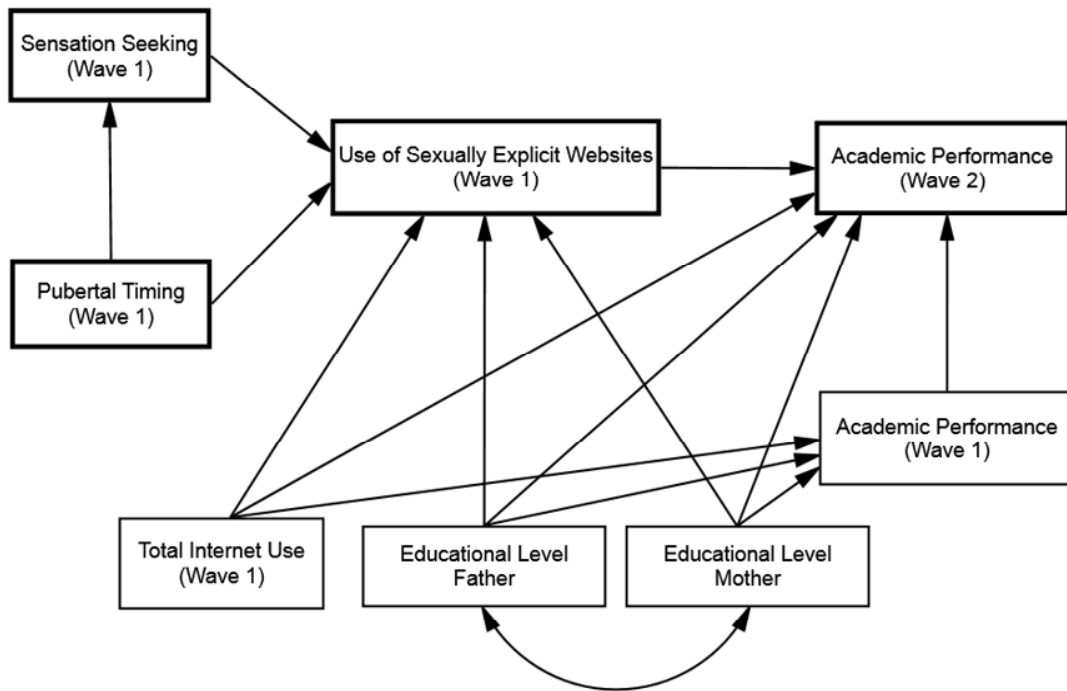 Sensation Seeking
(Wave 1)
Use of Sexually Explicit Websites
(Wave 1)
Academic Performance
(Wave 2)
Pubertal Timing
(Wave 1)
Academic Performance
(Wave 1)
Total Internet Use
(Wave 1)
Educational Level
Father
Educational Level
Mother